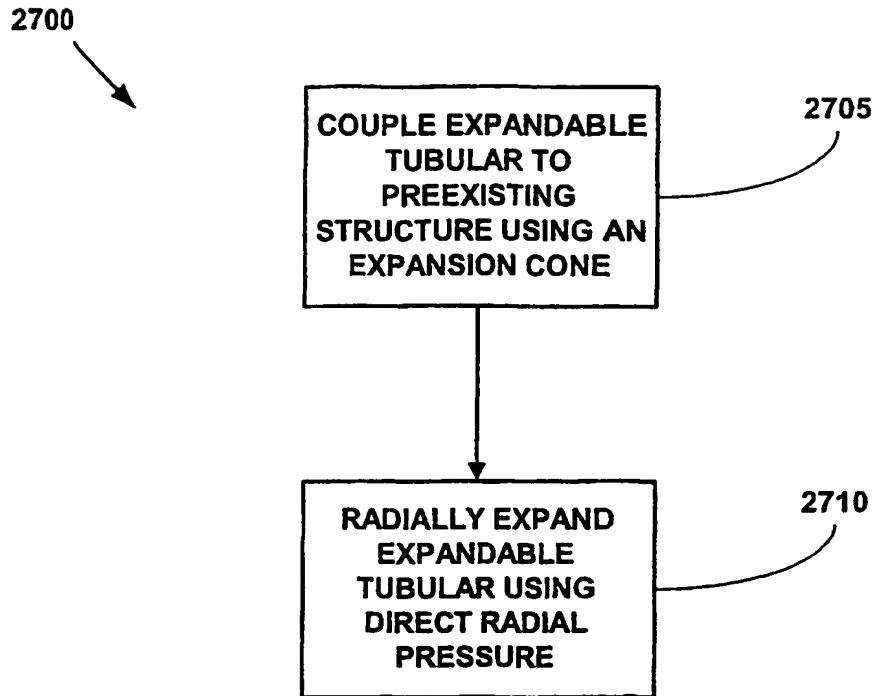 2700
COUPLE EXPANDABLE
TUBULAR TO
PREEXISTING
STRUCTURE USING AN
EXPANSION CONE
2705
RADIALLY EXPAND
EXPANDABLE
TUBULAR USING
DIRECT RADIAL
PRESSURE
2710